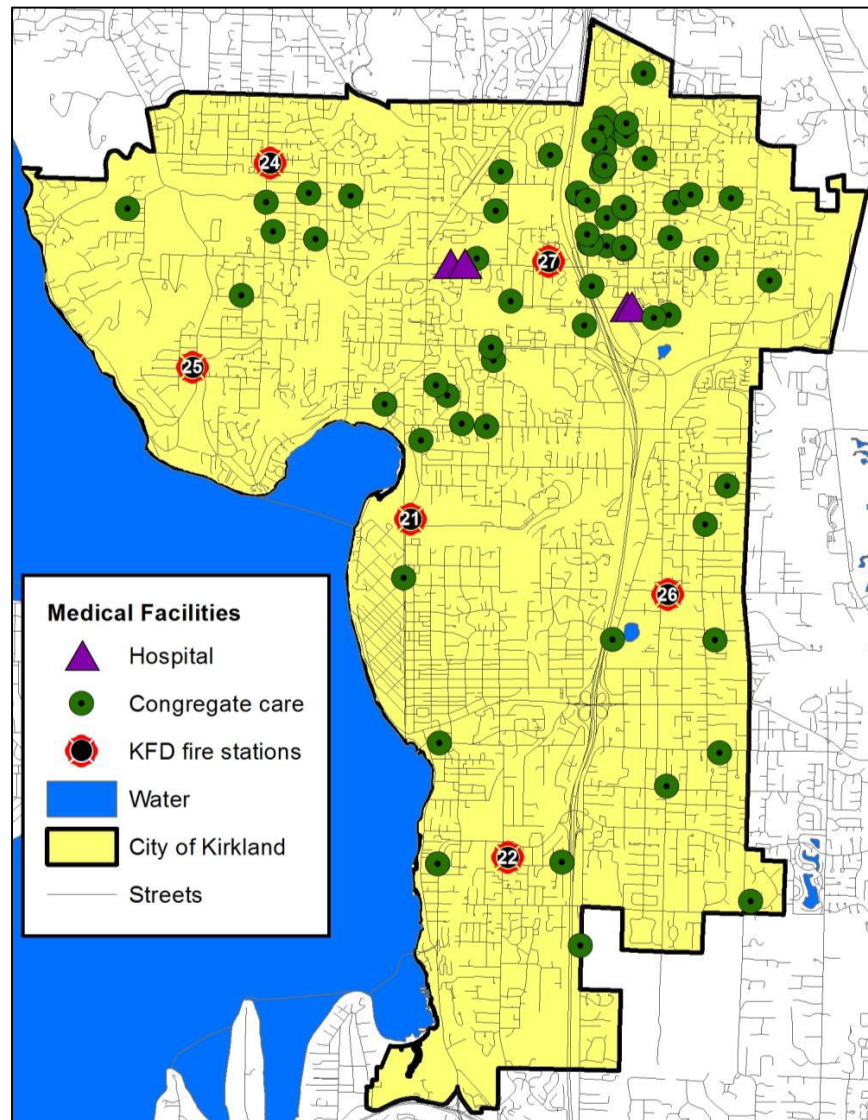 24
27
25
21
26
22
Medical Facilities
Hospital
Congregate care
KFD fire stations
Water
City of Kirkland
Streets